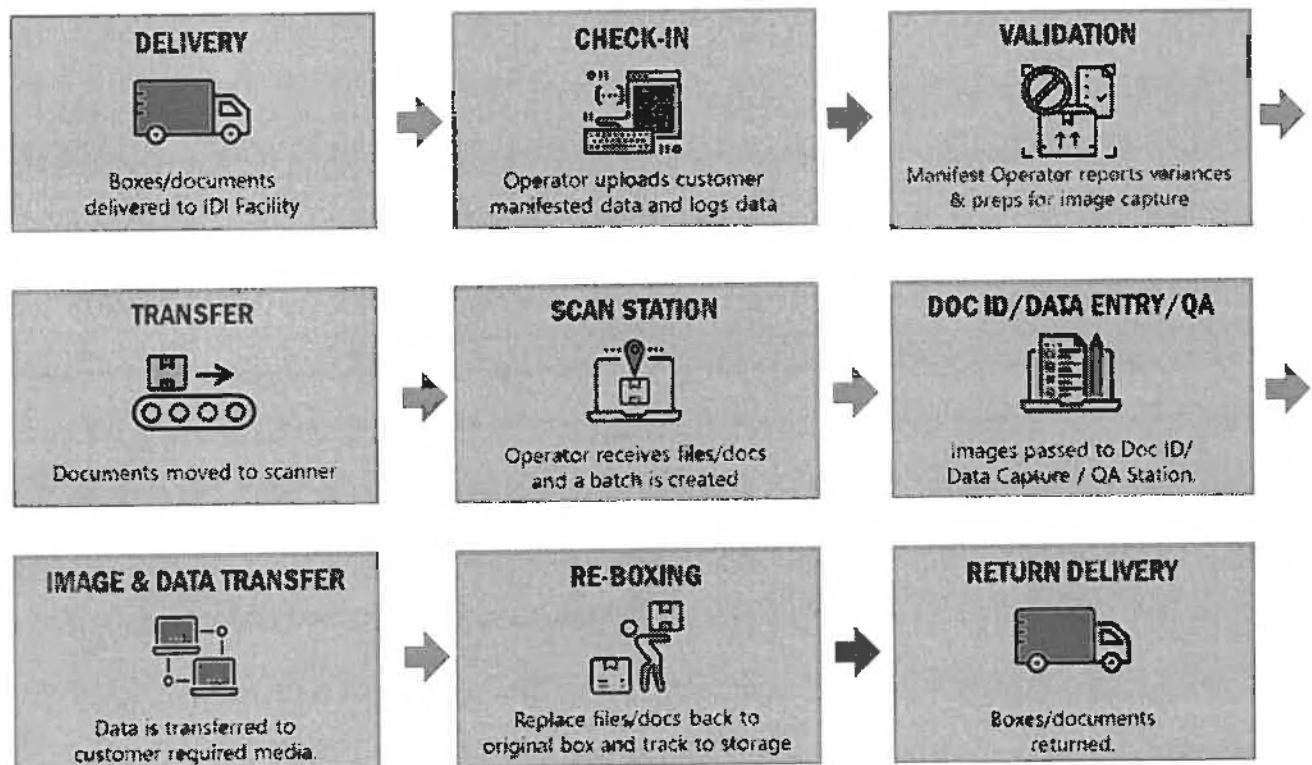 DELIVERY
Boxes/documents
delivered to IDI Facility
CHECK-IN
Operator uploads customer
manifested data and logs data
VALIDATION
Manifest Operator reports variances
& preps for image capture
TRANSFER
Documents moved to scanner
SCAN STATION
Operator receives files/docs
and a batch is created
DOC ID/DATA ENTRY/QA
Images passed to Doc ID/
Data Capture / QA Station.
IMAGE & DATA TRANSFER
Data is transferred to
customer required media.
RE-BOXING
Replace files/docs back to
original box and track to storage
RETURN DELIVERY
Boxes/documents
returned.